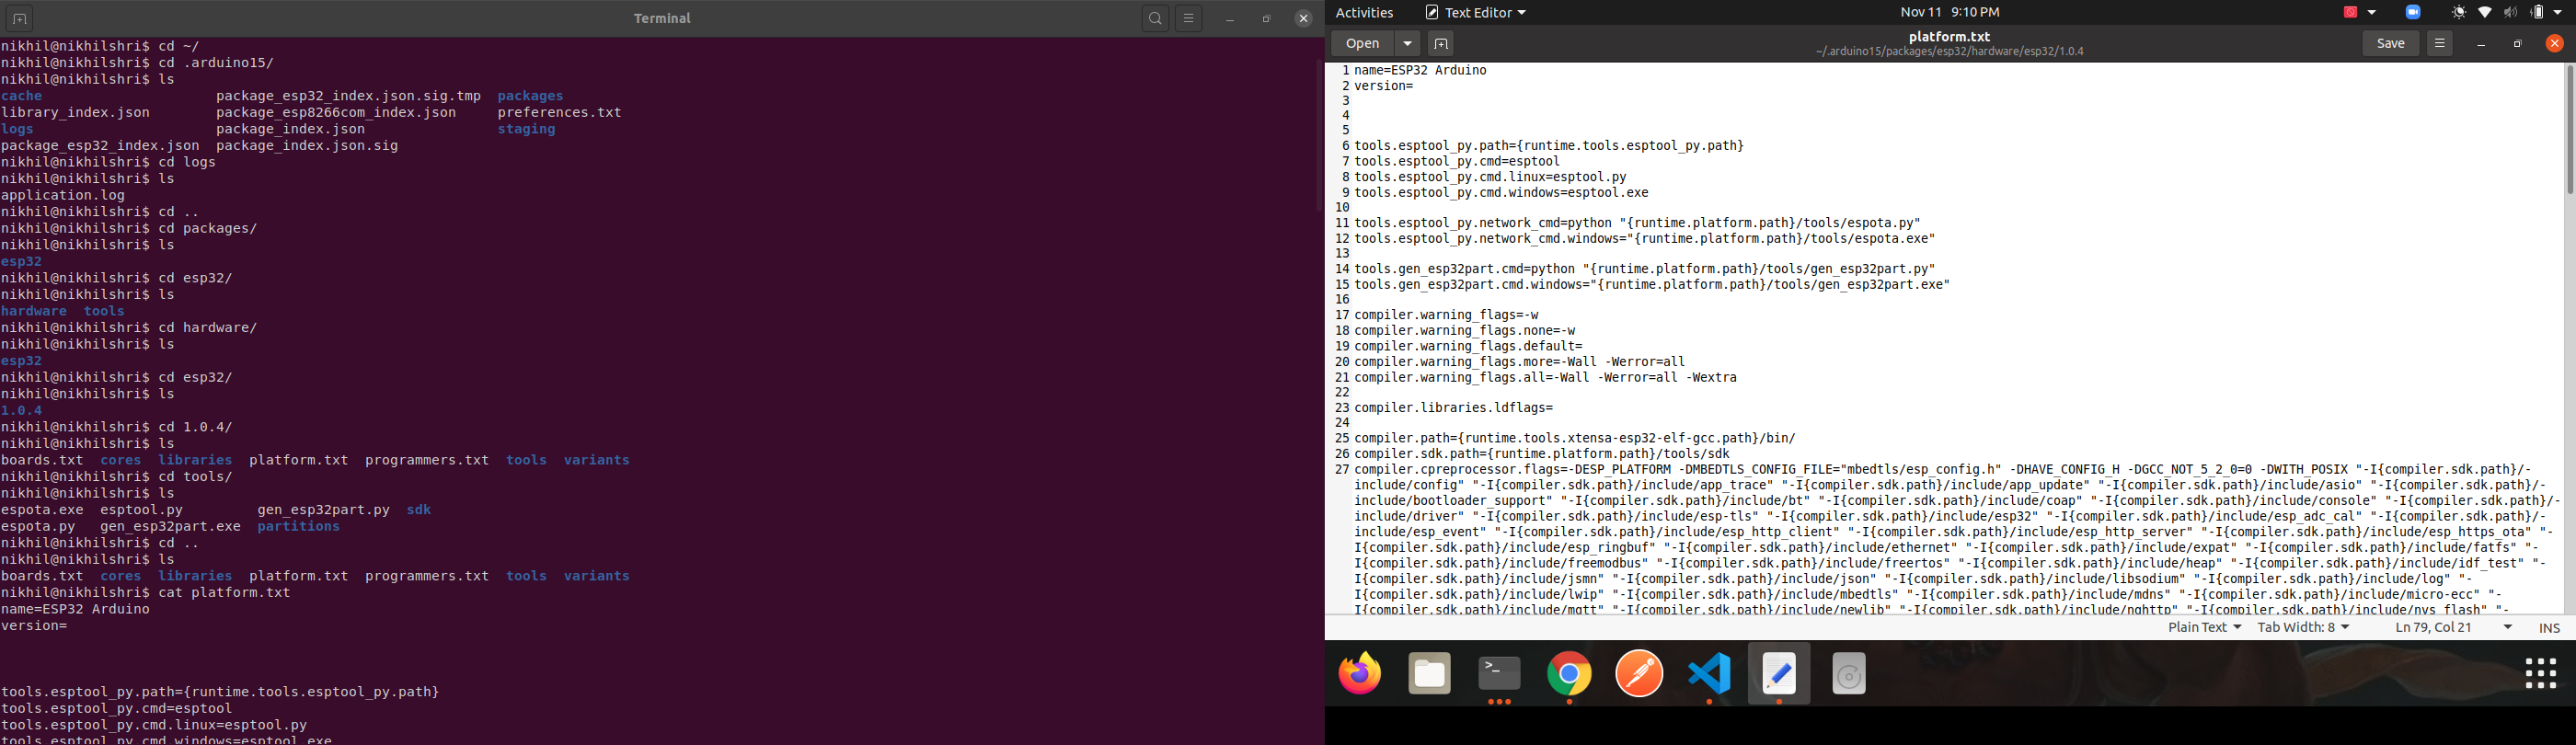 Terminal
nikhil@nikhilshri$ cd ~/
nikhil@nikhilshri$ cd .arduino15/
nikhil@nikhilshri$ ls
cache                     package_esp32_index.json.sig.tmp  packages
library_index.json        package_esp8266com_index.json     preferences.txt
logs                      package_index.json                staging
package_esp32_index.json  package_index.json.sig
nikhil@nikhilshri$ cd logs
nikhil@nikhilshri$ ls
application.log
nikhil@nikhilshri$ cd ..
nikhil@nikhilshri$ cd packages/
nikhil@nikhilshri$ ls
esp32
nikhil@nikhilshri$ cd esp32/
nikhil@nikhilshri$ ls
hardware  tools
nikhil@nikhilshri$ cd hardware/
nikhil@nikhilshri$ ls
esp32
nikhil@nikhilshri$ cd esp32/
nikhil@nikhilshri$ ls
1.0.4
nikhil@nikhilshri$ cd 1.0.4/
nikhil@nikhilshri$ ls
boards.txt  cores  libraries  platform.txt  programmers.txt  tools  variants
nikhil@nikhilshri$ cd tools/
nikhil@nikhilshri$ ls
espota.exe  esptool.py         gen_esp32part.py  sdk
espota.py   gen_esp32part.exe  partitions
nikhil@nikhilshri$ cd ..
nikhil@nikhilshri$ ls
boards.txt  cores  libraries  platform.txt  programmers.txt  tools  variants
nikhil@nikhilshri$ cat platform.txt
name=ESP32 Arduino
version=
tools.esptool_py.path={runtime.tools.esptool_py.path}
tools.esptool_py.cmd=esptool
tools.esptool_py.cmd.linux=esptool.py
tools.esptool_py.cmd.windows=esptool.exe
Activities Text Editor Nov 11 9:10 PM
Open platform.txt Save
~/.arduino15/packages/esp32/hardware/esp32/1.0.4
1 name=ESP32 Arduino
2 version=
3
4
5
6 tools.esptool_py.path={runtime.tools.esptool_py.path}
7 tools.esptool_py.cmd=esptool
8 tools.esptool_py.cmd.linux=esptool.py
9 tools.esptool_py.cmd.windows=esptool.exe
10
11 tools.esptool_py.network_cmd=python "{runtime.platform.path}/tools/espota.py"
12 tools.esptool_py.network_cmd.windows="{runtime.platform.path}/tools/espota.exe"
13
14 tools.gen_esp32part.cmd=python "{runtime.platform.path}/tools/gen_esp32part.py"
15 tools.gen_esp32part.cmd.windows="{runtime.platform.path}/tools/gen_esp32part.exe"
16
17 compiler.warning_flags=-w
18 compiler.warning_flags.none=-w
19 compiler.warning_flags.default=
20 compiler.warning_flags.more=-Wall -Werror=all
21 compiler.warning_flags.all=-Wall -Werror=all -Wextra
22
23 compiler.libraries.ldflags=
24
25 compiler.path={runtime.tools.xtensa-esp32-elf-gcc.path}/bin/
26 compiler.sdk.path={runtime.platform.path}/tools/sdk
27 compiler.cpreprocessor.flags=-DESP_PLATFORM -DMBEDTLS_CONFIG_FILE="mbedtls/esp_config.h" -DHAVE_CONFIG_H -DGCC_NOT_5_2_0=0 -DWITH_POSIX "-I{compiler.sdk.path}/-
include/config" "-I{compiler.sdk.path}/include/app_trace" "-I{compiler.sdk.path}/include/app_update" "-I{compiler.sdk.path}/include/asio" "-I{compiler.sdk.path}/-
include/bootloader_support" "-I{compiler.sdk.path}/include/bt" "-I{compiler.sdk.path}/include/coap" "-I{compiler.sdk.path}/include/console" "-I{compiler.sdk.path}/-
include/driver" "-I{compiler.sdk.path}/include/esp-tls" "-I{compiler.sdk.path}/include/esp32" "-I{compiler.sdk.path}/include/esp_adc_cal" "-I{compiler.sdk.path}/-
include/esp_event" "-I{compiler.sdk.path}/include/esp_http_client" "-I{compiler.sdk.path}/include/esp_http_server" "-I{compiler.sdk.path}/include/esp_https_ota" "-
I{compiler.sdk.path}/include/esp_ringbuf" "-I{compiler.sdk.path}/include/ethernet" "-I{compiler.sdk.path}/include/expat" "-I{compiler.sdk.path}/include/fatfs" "-
I{compiler.sdk.path}/include/freemodbus" "-I{compiler.sdk.path}/include/freertos" "-I{compiler.sdk.path}/include/heap" "-I{compiler.sdk.path}/include/idf_test" "-
I{compiler.sdk.path}/include/jsmn" "-I{compiler.sdk.path}/include/json" "-I{compiler.sdk.path}/include/libsodium" "-I{compiler.sdk.path}/include/log" "-
I{compiler.sdk.path}/include/lwip" "-I{compiler.sdk.path}/include/mbedtls" "-I{compiler.sdk.path}/include/mdns" "-I{compiler.sdk.path}/include/micro-ecc" "-
I{compiler.sdk.path}/include/mqtt" "-I{compiler.sdk.path}/include/newlib" "-I{compiler.sdk.path}/include/nghttp" "-I{compiler.sdk.path}/include/nvs_flash" "-
Plain Text Tab Width: 8 Ln 79, Col 21 INS